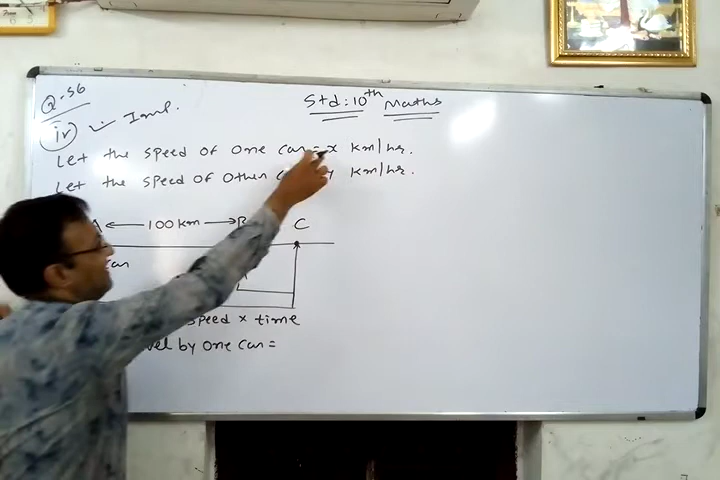 Q-56
Std:10th Maths
iv) Imp.
Let the speed of one car = x km/hr.
Let the speed of other y km/hr.
A 100 km B C
car
speed x time
by one car =